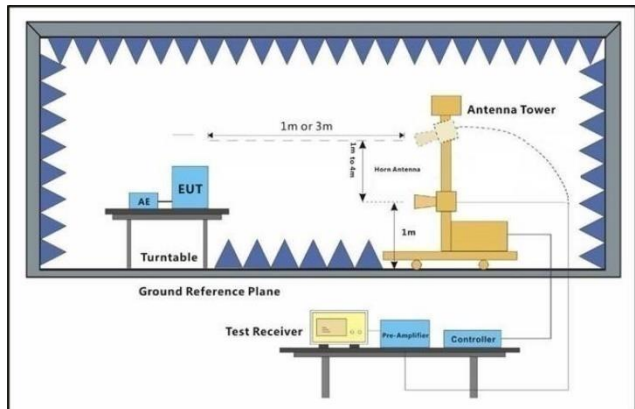 Antenna Tower
1m or 3m
1m to 4m
Horn Antenna
EUT
AE
1m
Turntable
Ground Reference Plane
Test Receiver
Pre-Amplifier
Controller